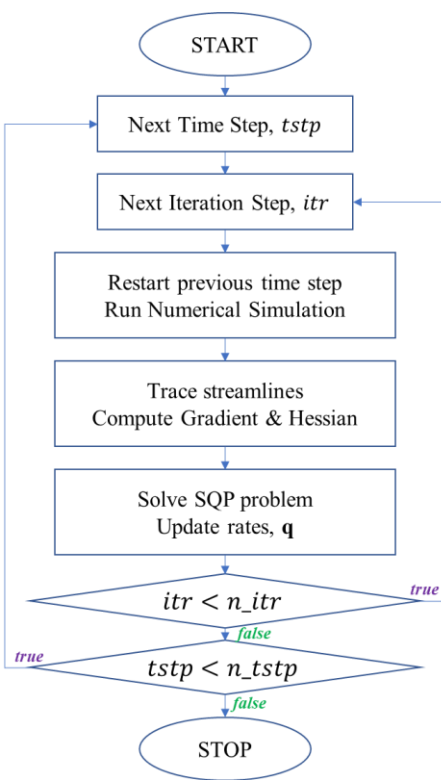 START
Next Time Step, tstp
Next Iteration Step, itr
Restart previous time step
Run Numerical Simulation
Trace streamlines
Compute Gradient & Hessian
Solve SQP problem
Update rates, q
itr < n_itr
true
false
true
tstp < n_tstp
false
STOP